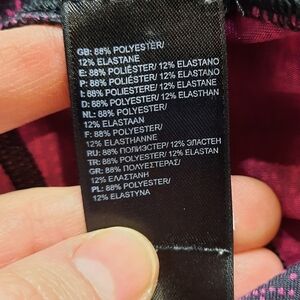 GB: 88% POLYESTER/
12% ELASTANE
E: 88% POLIÉSTER/ 12% ELASTANO
P: 88% POLIÉSTER/ 12% ELASTANO
I: 88% POLIESTERE/ 12% ELASTANE
D: 88% POLYESTER/ 12% ELASTHAN
NL: 88% POLYESTER/
12% ELASTAAN
F: 88% POLYESTER/
12% ELASTHANNE
RU: 88% ПОЛИЭСТЕР/ 12% ЭЛАСТЕН
TR: 88% POLYESTER/ 12% ELASTAN
GR: 88% ΠΟΛΥΕΣΤΕΡΑΣ/
12% ΕΛΑΣΤΑΝΗ
PL: 88% POLYESTER/
12% ELASTYNA